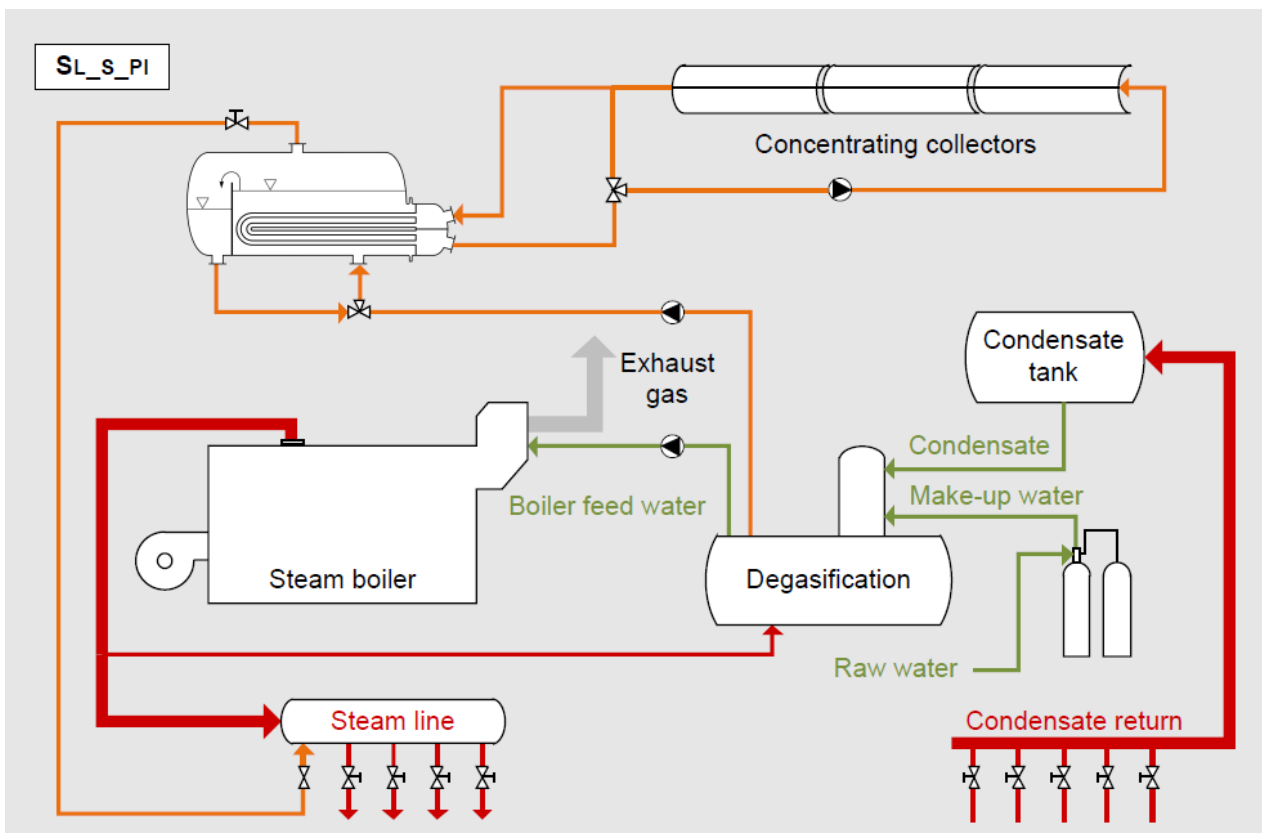 SL_S_PI
Concentrating collectors
Exhaust
gas
Condensate
tank
Condensate
Make-up water
Boiler feed water
Steam boiler
Degasification
Raw water
Steam line
Condensate return